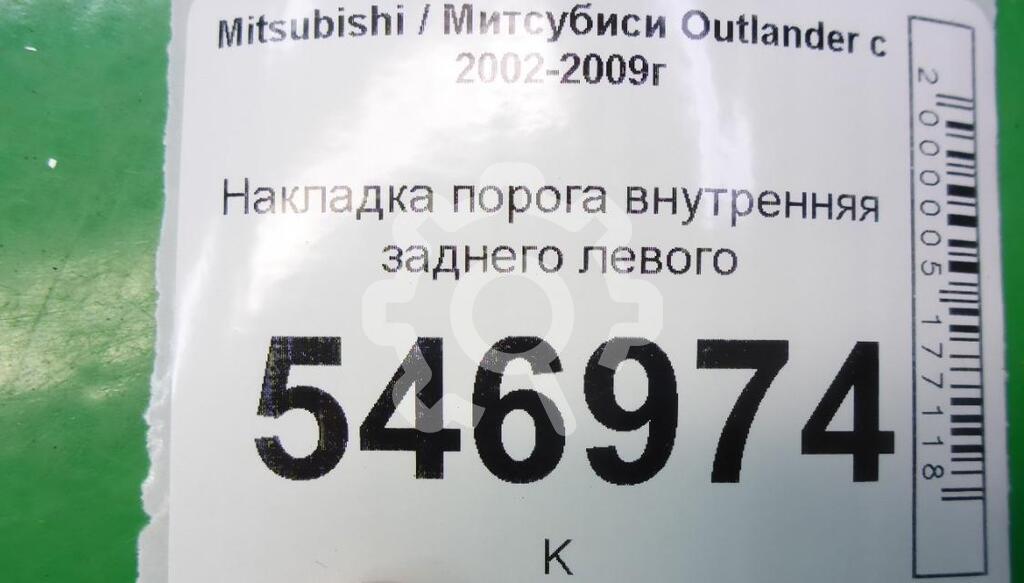 Mitsubishi / Митсубиси Outlander с
2002-2009г
Накладка порога внутренняя
заднего левого
546974
К
2000005177118